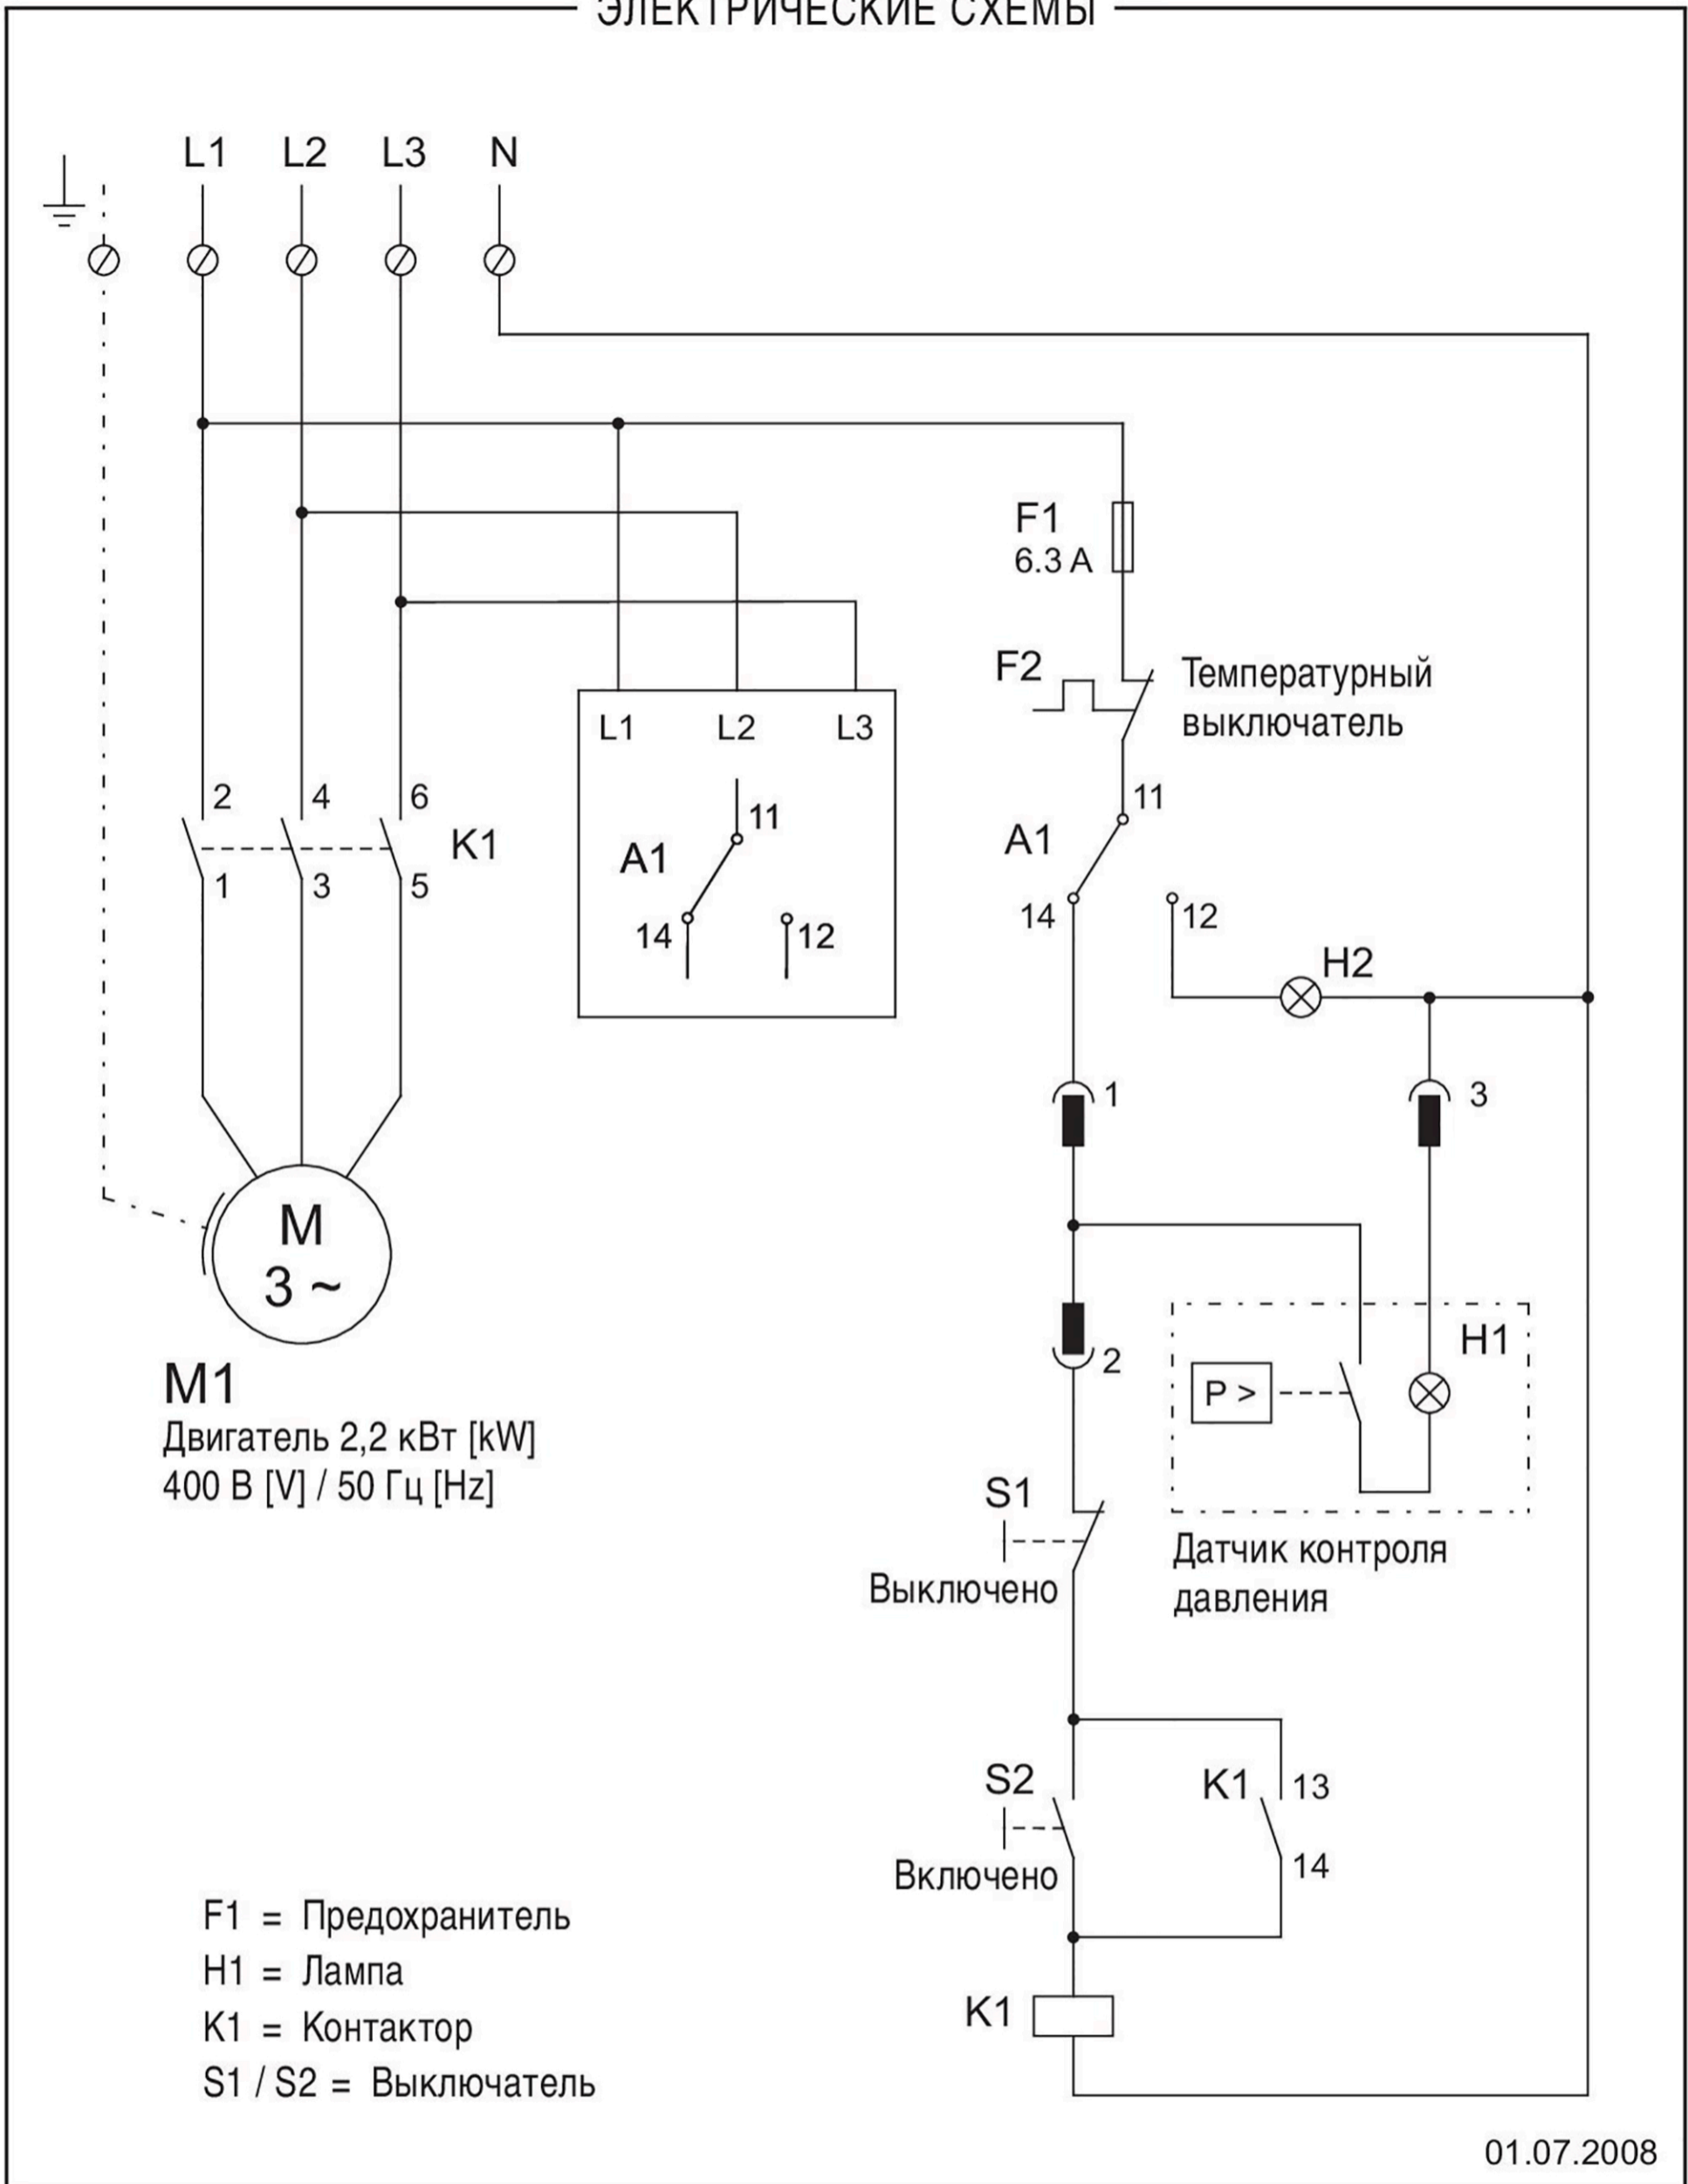 ЭЛЕКТРИЧЕСКИЕ СХЕМЫ
L1 L2 L3 N
F1
6.3 A
F2
Температурный
выключатель
L1 L2 L3
2 4 6
K1
1 3 5
11
A1
14 12
11
A1
14 12
H2
1 3
M
3 ~
M1
Двигатель 2,2 кВт [kW]
400 В [V] / 50 Гц [Hz]
2
H1
P >
S1
Выключено
Датчик контроля
давления
S2
Включено
K1 13
14
K1
F1 = Предохранитель
H1 = Лампа
K1 = Контактор
S1 / S2 = Выключатель
01.07.2008